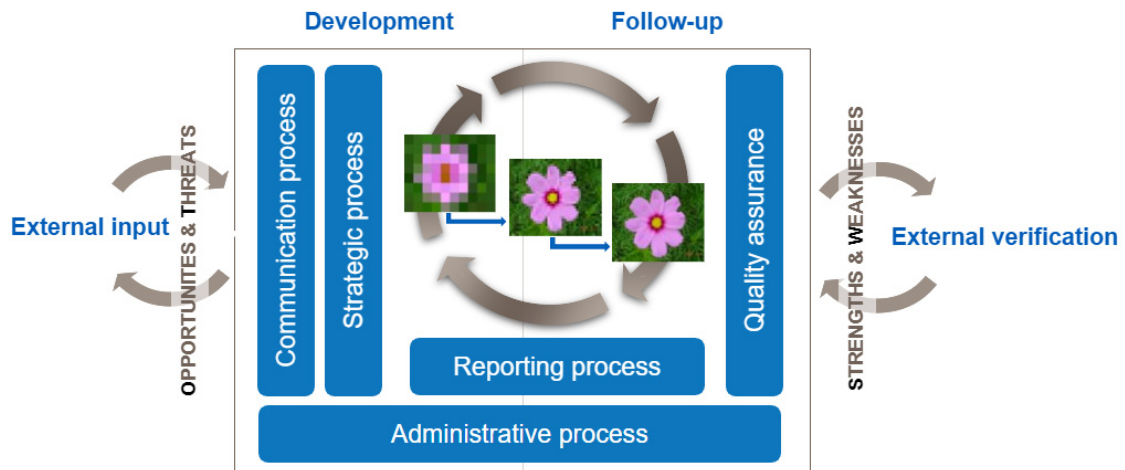 Development
Follow-up
External input
OPPORTUNITES & THREATS
Communication process
Strategic process
Reporting process
Administrative process
Quality assurance
STRENGTHS & WEAKNESSES
External verification